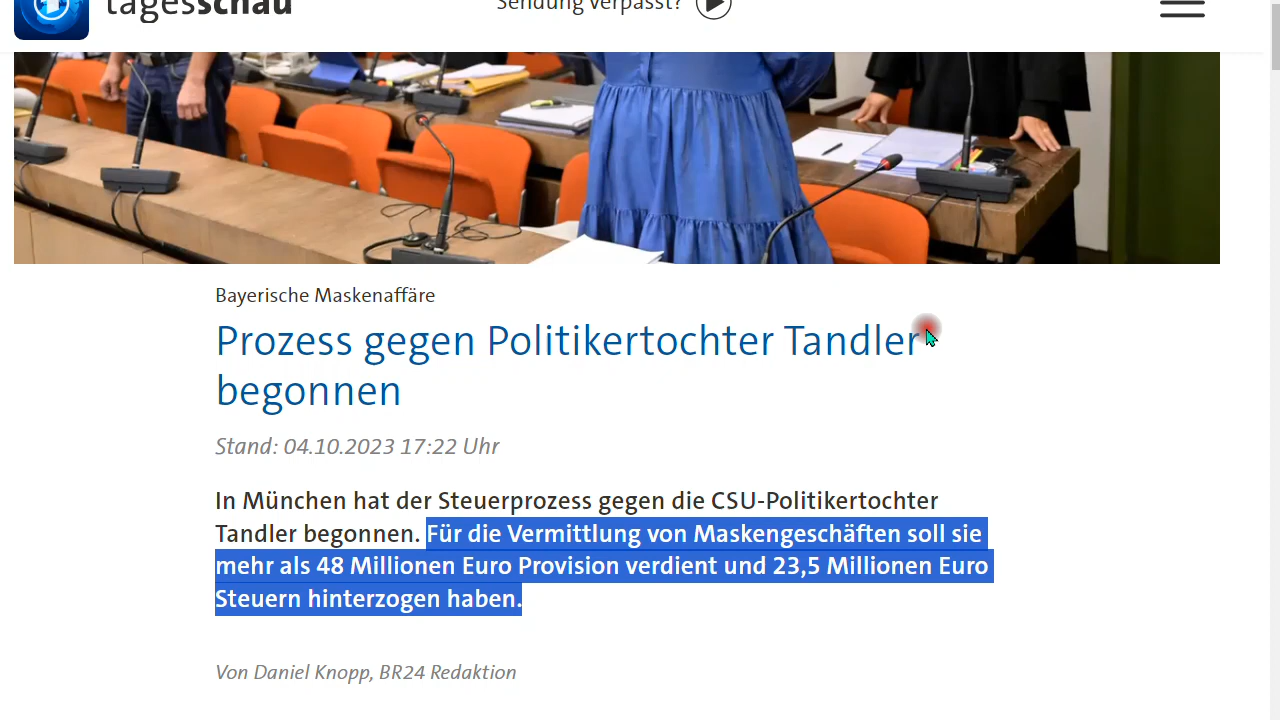 tagesschau
Sendung verpasst?
Bayerische Maskenaffäre
Prozess gegen Politikertochter Tandler
begonnen
Stand: 04.10.2023 17:22 Uhr
In München hat der Steuerprozess gegen die CSU-Politikertochter
Tandler begonnen. Für die Vermittlung von Maskengeschäften soll sie
mehr als 48 Millionen Euro Provision verdient und 23,5 Millionen Euro
Steuern hinterzogen haben.
Von Daniel Knopp, BR24 Redaktion